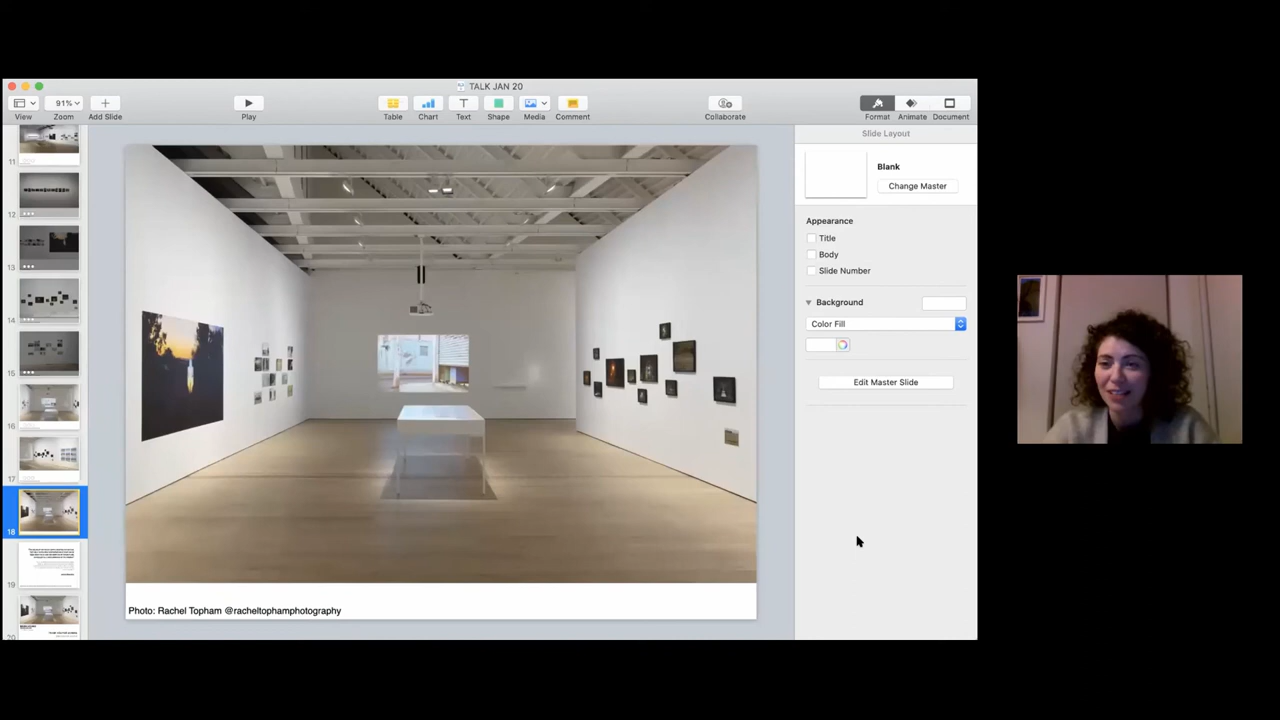 TALK JAN 20
91%
View
Zoom
Add Slide
Play
Table
Chart
Text
Shape
Media
Comment
Collaborate
Format
Animate
Document
Slide Layout
Blank
Change Master
Appearance
Title
Body
Slide Number
Background
Color Fill
Edit Master Slide
11
12
13
14
15
16
17
18
19
20
Photo: Rachel Topham @racheltophamphotography